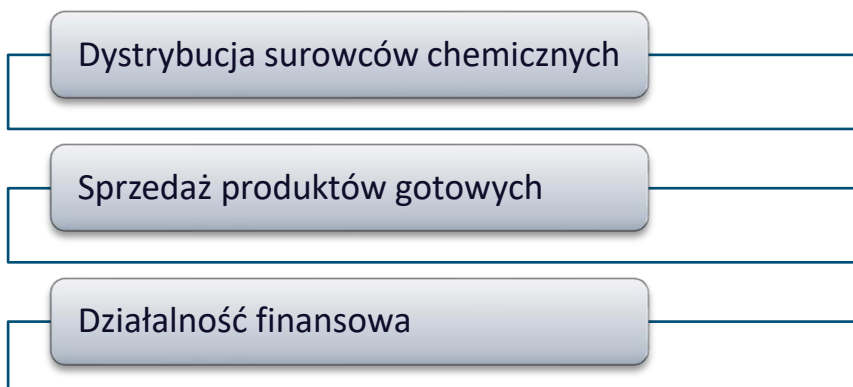 Dystrybucja surowców chemicznych
Sprzedaż produktów gotowych
Działalność finansowa